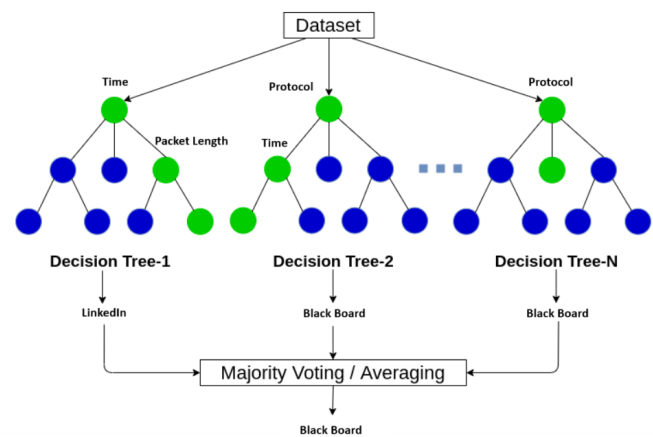 Dataset
Time
Protocol
Protocol
Packet Length
Time
Decision Tree-1
Decision Tree-2
Decision Tree-N
LinkedIn
Black Board
Black Board
Majority Voting / Averaging
Black Board